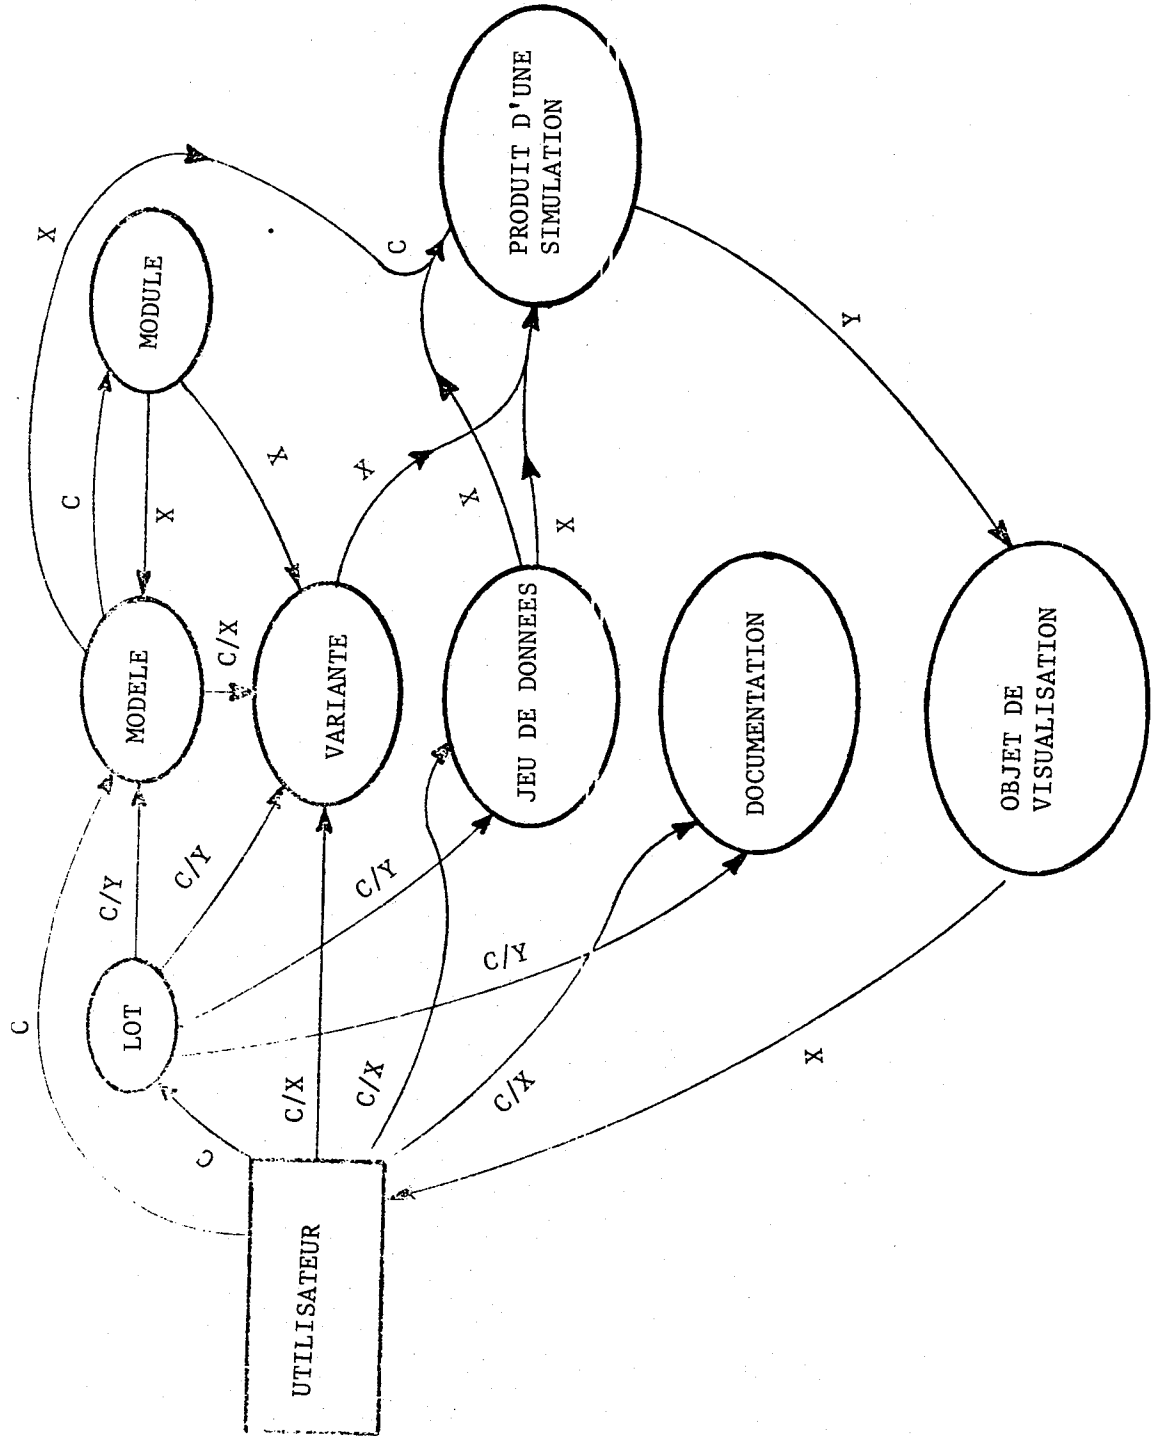 X
MODULE
C
X
X
C
PRODUIT D'UNE
SIMULATION
X
X
X
Y
MODELE
C/X
VARIANTE
JEU DE DONNEES
DOCUMENTATION
OBJET DE
VISUALISATION
C
C/Y
C/Y
C/Y
C/Y
LOT
C
C/X
C/X
C/X
X
UTILISATEUR